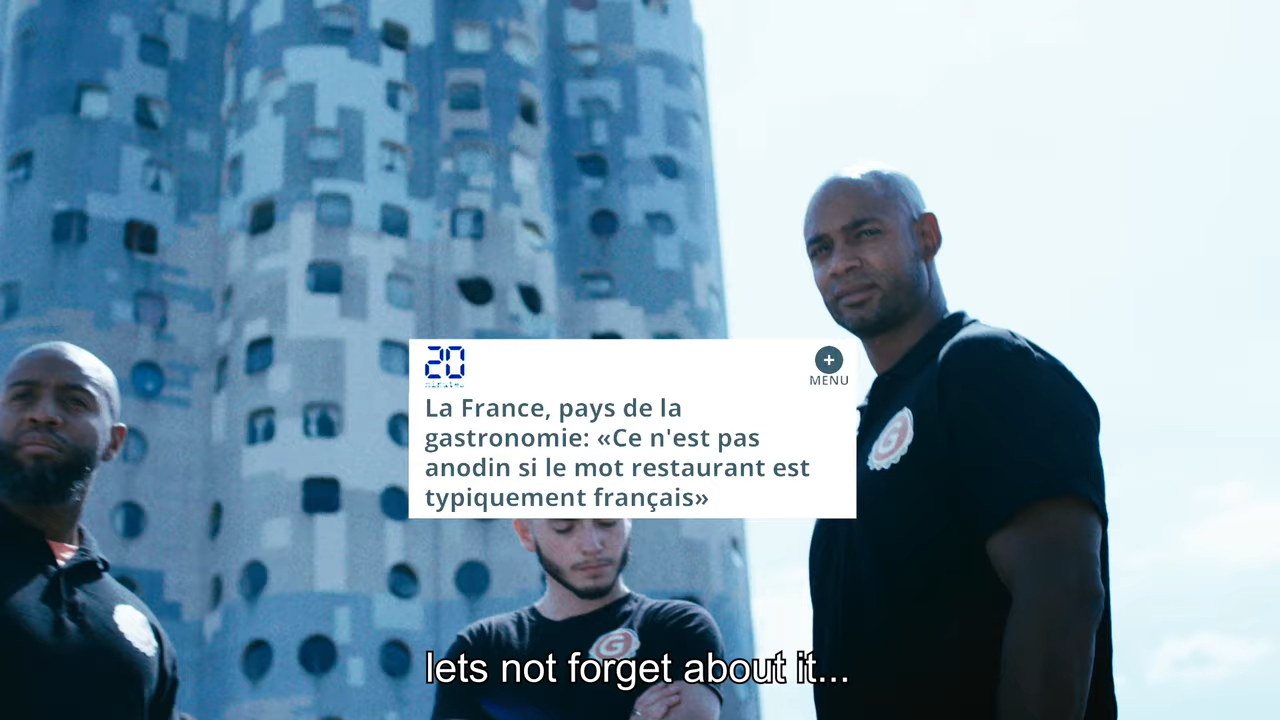 20
minutes
MENU
La France, pays de la
gastronomie: «Ce n'est pas
anodin si le mot restaurant est
typiquement français»
G
G
lets not forget about it...